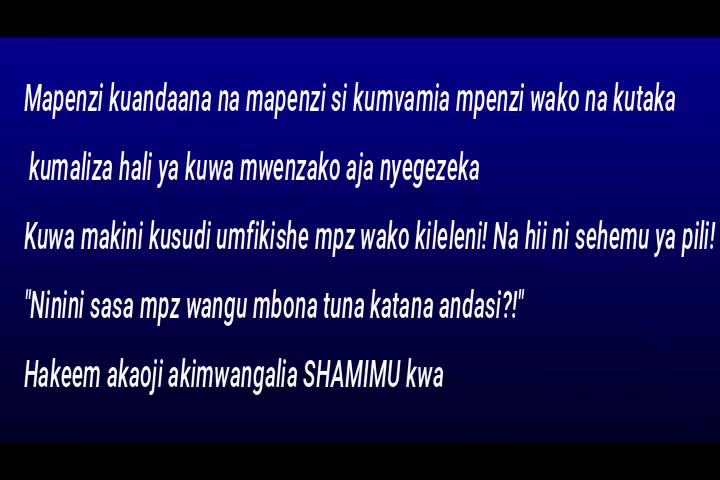 Mapenzi kuandaana na mapenzi si kumvamia mpenzi wako na kutaka
kumaliza hali ya kuwa mwenzako aja nyegezeka
Kuwa makini kusudi umfikishe mpz wako kileleni! Na hii ni sehemu ya pili!
"Ninini sasa mpz wangu mbona tuna katana andasi?!"
Hakeem akaoji akimwangalia SHAMIMU kwa